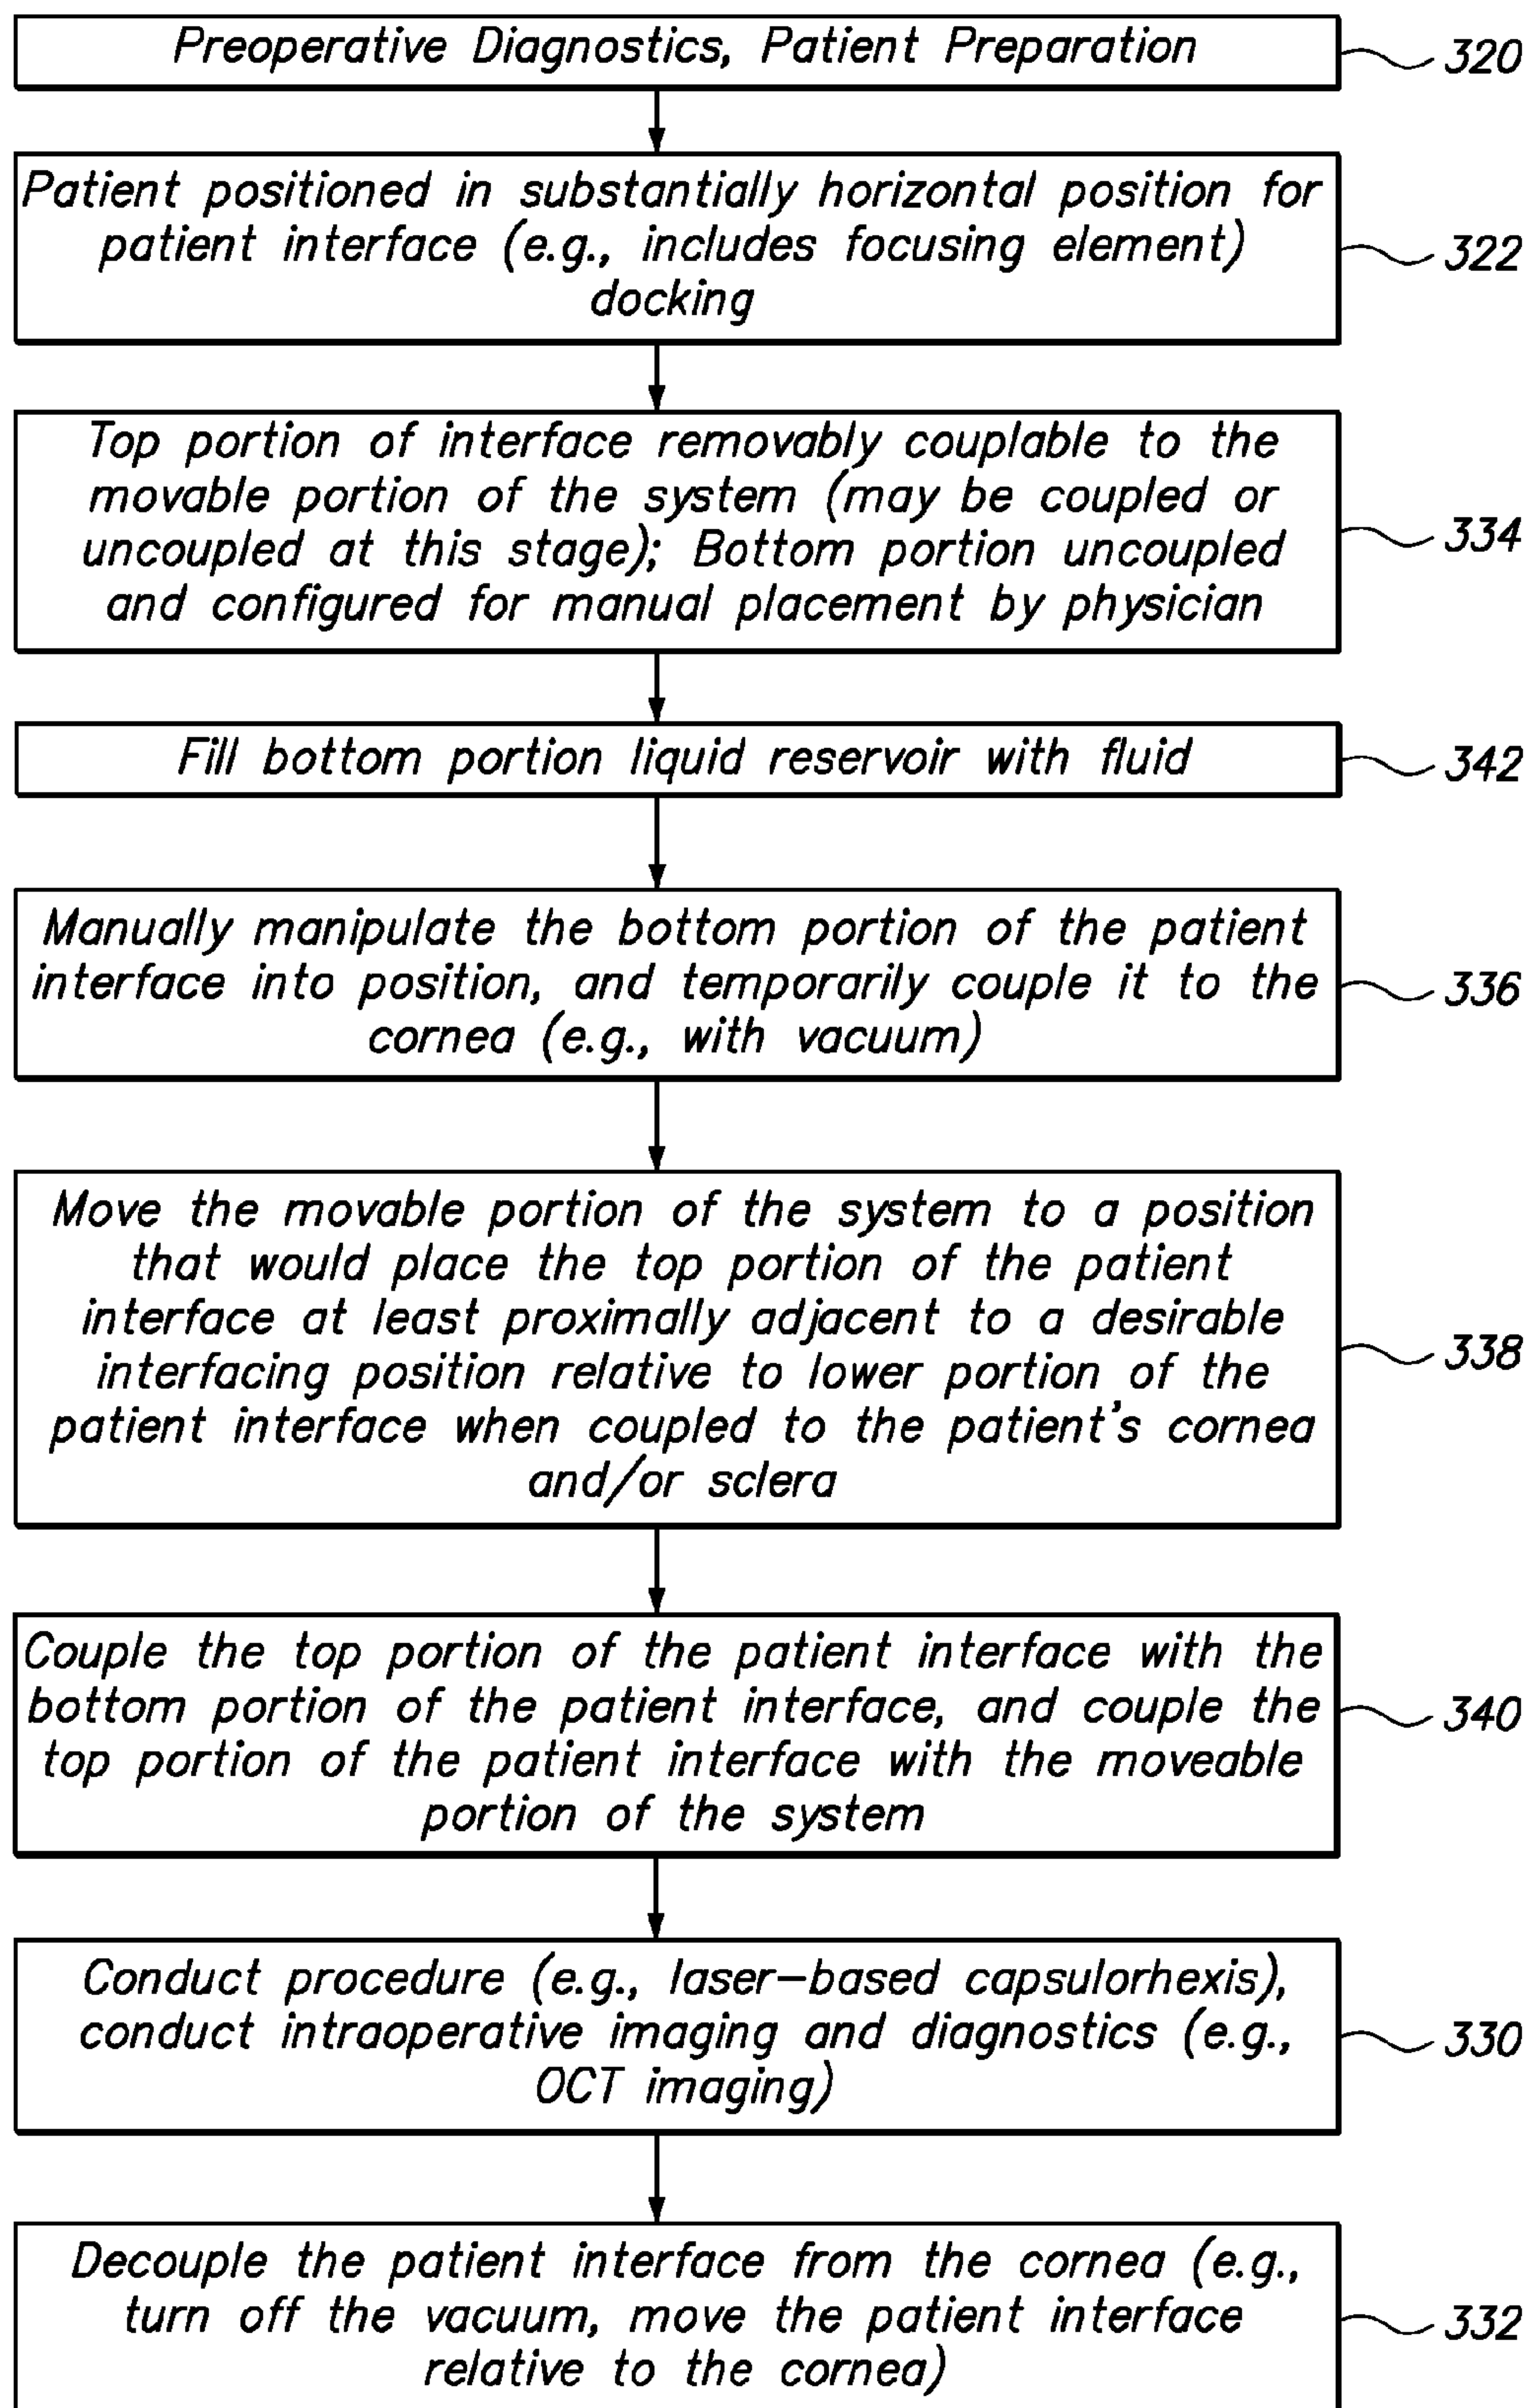 Preoperative Diagnostics, Patient Preparation
320
Patient positioned in substantially horizontal position for
patient interface (e.g., includes focusing element)
docking
322
Top portion of interface removably couplable to the
movable portion of the system (may be coupled or
uncoupled at this stage); Bottom portion uncoupled
and configured for manual placement by physician
334
Fill bottom portion liquid reservoir with fluid
342
Manually manipulate the bottom portion of the patient
interface into position, and temporarily couple it to the
cornea (e.g., with vacuum)
336
Move the movable portion of the system to a position
that would place the top portion of the patient
interface at least proximally adjacent to a desirable
interfacing position relative to lower portion of the
patient interface when coupled to the patient's cornea
and/or sclera
338
Couple the top portion of the patient interface with the
bottom portion of the patient interface, and couple the
top portion of the patient interface with the moveable
portion of the system
340
Conduct procedure (e.g., laser-based capsulorhexis),
conduct intraoperative imaging and diagnostics (e.g.,
OCT imaging)
330
Decouple the patient interface from the cornea (e.g.,
turn off the vacuum, move the patient interface
relative to the cornea)
332